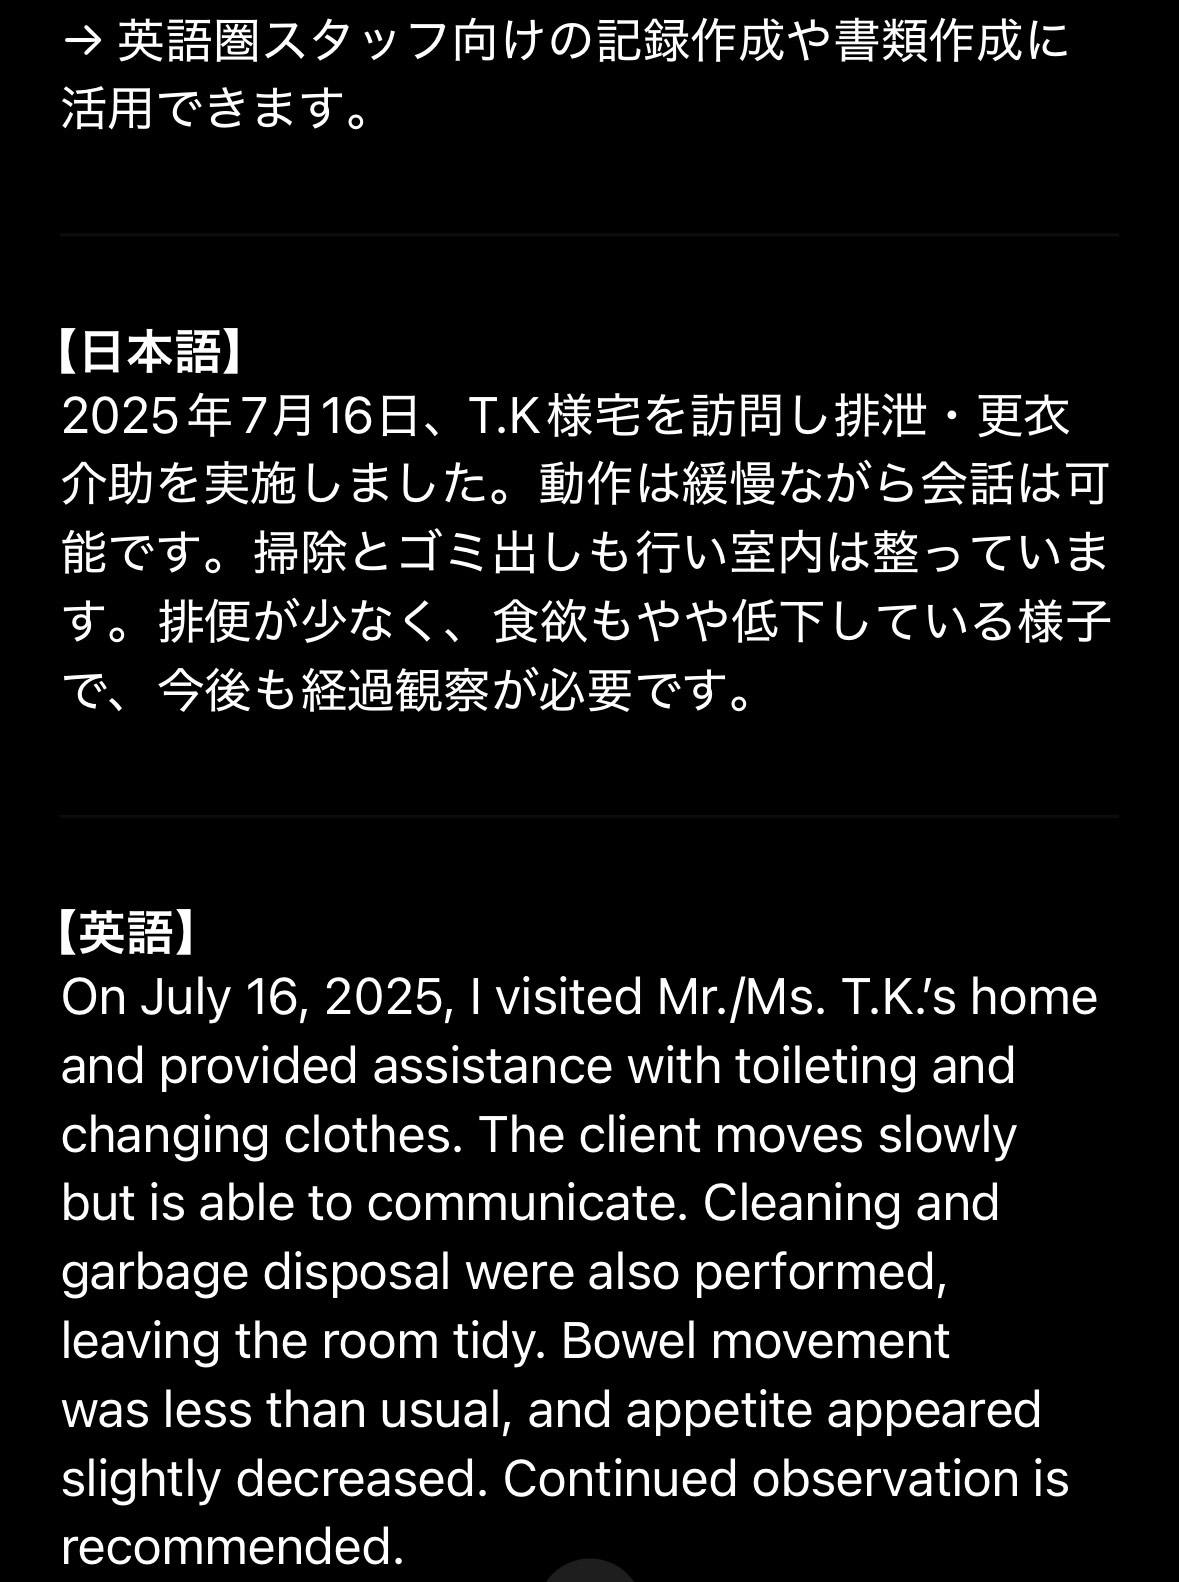 → 英語圏スタッフ向けの記録作成や書類作成に
活用できます。
【日本語】
2025年7月16日、T.K様宅を訪問し排泄・更衣
介助を実施しました。動作は緩慢ながら会話は可
能です。掃除とゴミ出しも行い室内は整っていま
す。排便が少なく、食欲もやや低下している様子
で、今後も経過観察が必要です。
【英語】
On July 16, 2025, I visited Mr./Ms. T.K.’s home
and provided assistance with toileting and
changing clothes. The client moves slowly
but is able to communicate. Cleaning and
garbage disposal were also performed,
leaving the room tidy. Bowel movement
was less than usual, and appetite appeared
slightly decreased. Continued observation is
recommended.